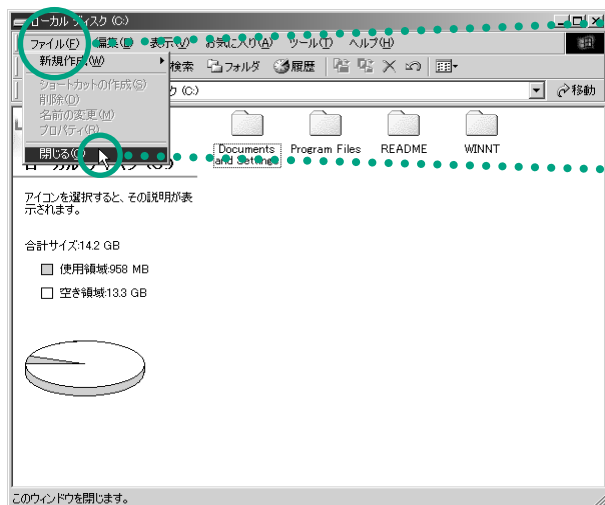 ローカル ディスク (C:)
ファイル(F) 編集(E) 表示(V) お気に入り(A) ツール(T) ヘルプ(H)
新規作成(W)
検索 フォルダ 履歴
ショートカットの作成(S)
削除(D)
名前の変更(M)
プロパティ(R)
閉じる(C)
(C:) 移動
Documents and Settings
Program Files
README
WINNT
アイコンを選択すると、その説明が表
示されます。
合計サイズ:14.2 GB
使用領域:958 MB
空き領域:13.3 GB
このウィンドウを閉じます。